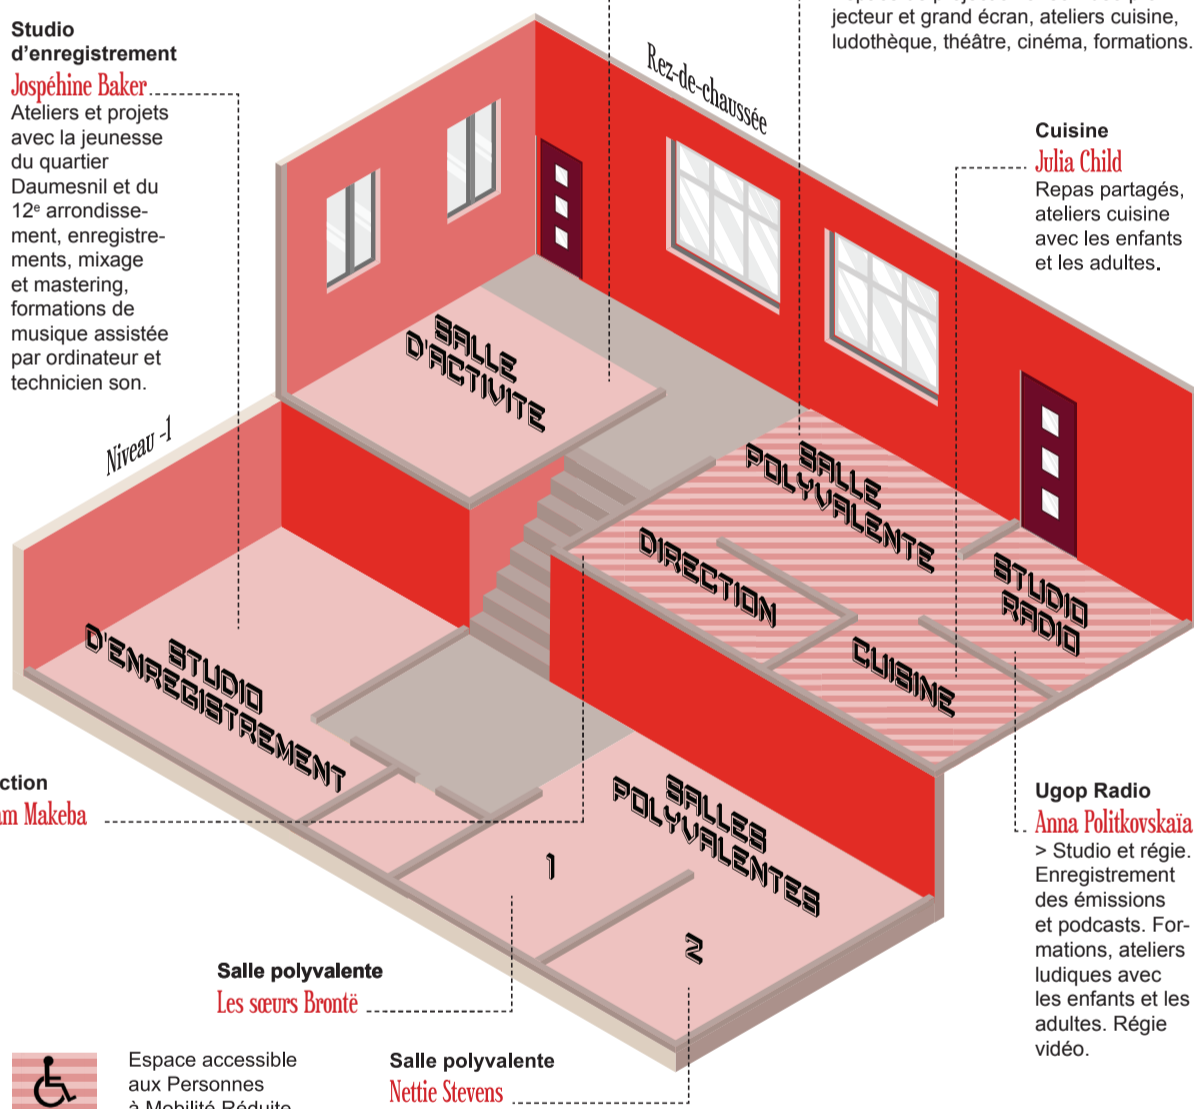 jecteur et grand écran, ateliers cuisine,
ludothèque, théâtre, cinéma, formations.
Studio
d'enregistrement
Jospéhine Baker
Ateliers et projets
avec la jeunesse
du quartier
Daumesnil et du
12e arrondisse-
ment, enregistre-
ments, mixage
et mastering,
formations de
musique assistée
par ordinateur et
technicien son.
Rez-de-chaussée
Cuisine
Julia Child
Repas partagés,
ateliers cuisine
avec les enfants
et les adultes.
Niveau -1
SALLE
D'ACTIVITE
SALLE
POLYVALENTE
DIRECTION
STUDIO
RADIO
CUISINE
STUDIO
D'ENREGISTREMENT
SALLES
POLYVALENTES
1
2
ction
am Makeba
Ugop Radio
Anna Politkovskaïa
> Studio et régie.
Enregistrement
des émissions
et podcasts. For-
mations, ateliers
ludiques avec
les enfants et les
adultes. Régie
vidéo.
Salle polyvalente
Les sœurs Brontë
Salle polyvalente
Nettie Stevens
Espace accessible
aux Personnes
à Mobilité Réduite